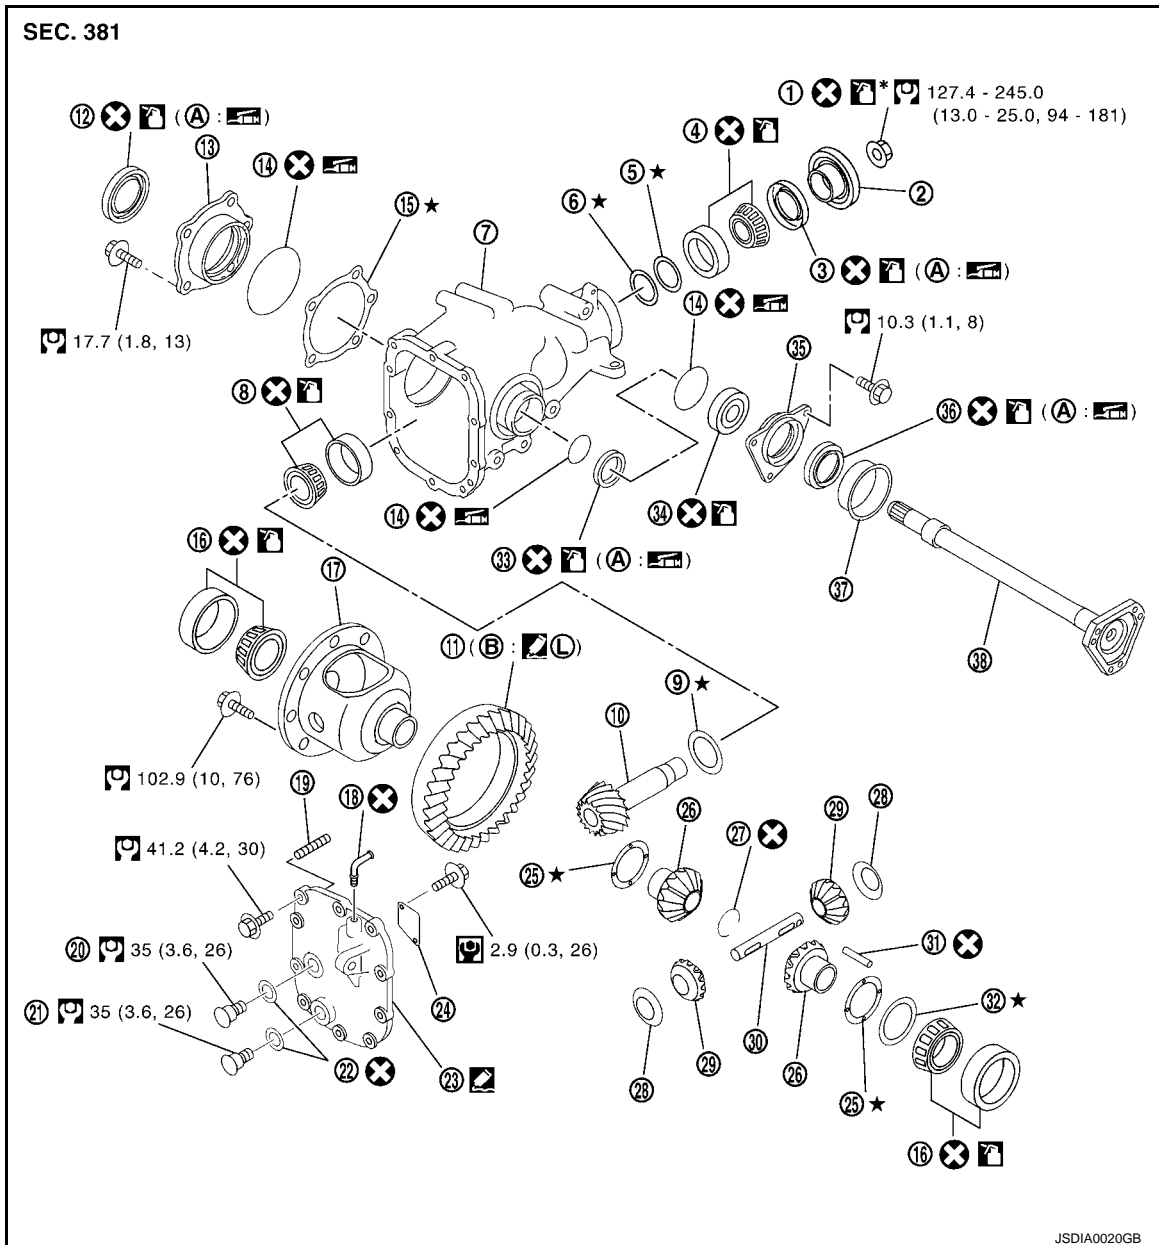 SEC. 381
1 * 127.4 - 245.0
(13.0 - 25.0, 94 - 181)
12 (A : )
4
13
14
5 ★
2
15 ★
7
6 ★
3 (A : )
14
10.3 (1.1, 8)
17.7 (1.8, 13)
35
8
36 (A : )
14
34
16
33 (A : )
17
37
11 (B : L)
38
9 ★
10
102.9 (10, 76)
19
18
26
27
29
28
41.2 (4.2, 30)
25 ★
20 35 (3.6, 26)
2.9 (0.3, 26)
31
32 ★
21 35 (3.6, 26)
24
22
23
28
29
30
26
25 ★
16
JSDIA0020GB